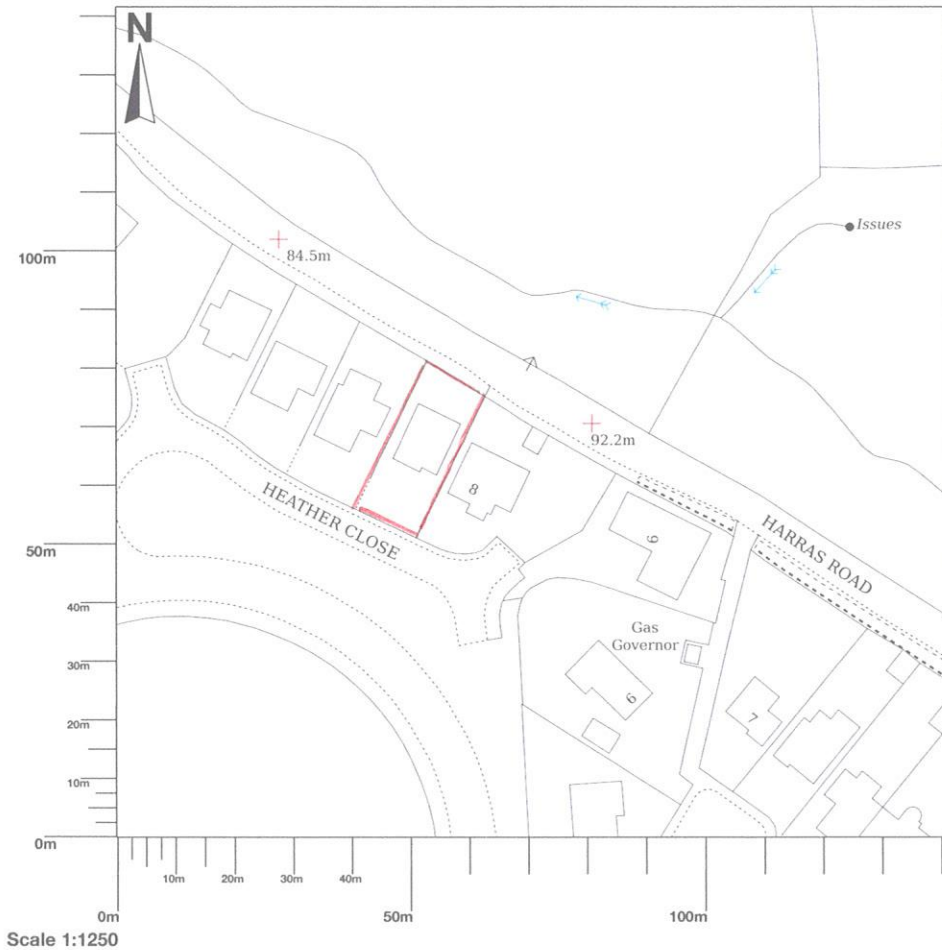 N
100m
50m
40m
30m
20m
10m
0m
84.5m
Issues
92.2m
HEATHER CLOSE
8
9
HARRAS ROAD
Gas
Governor
6
7
0m
10m
20m
30m
40m
50m
100m
Scale 1:1250